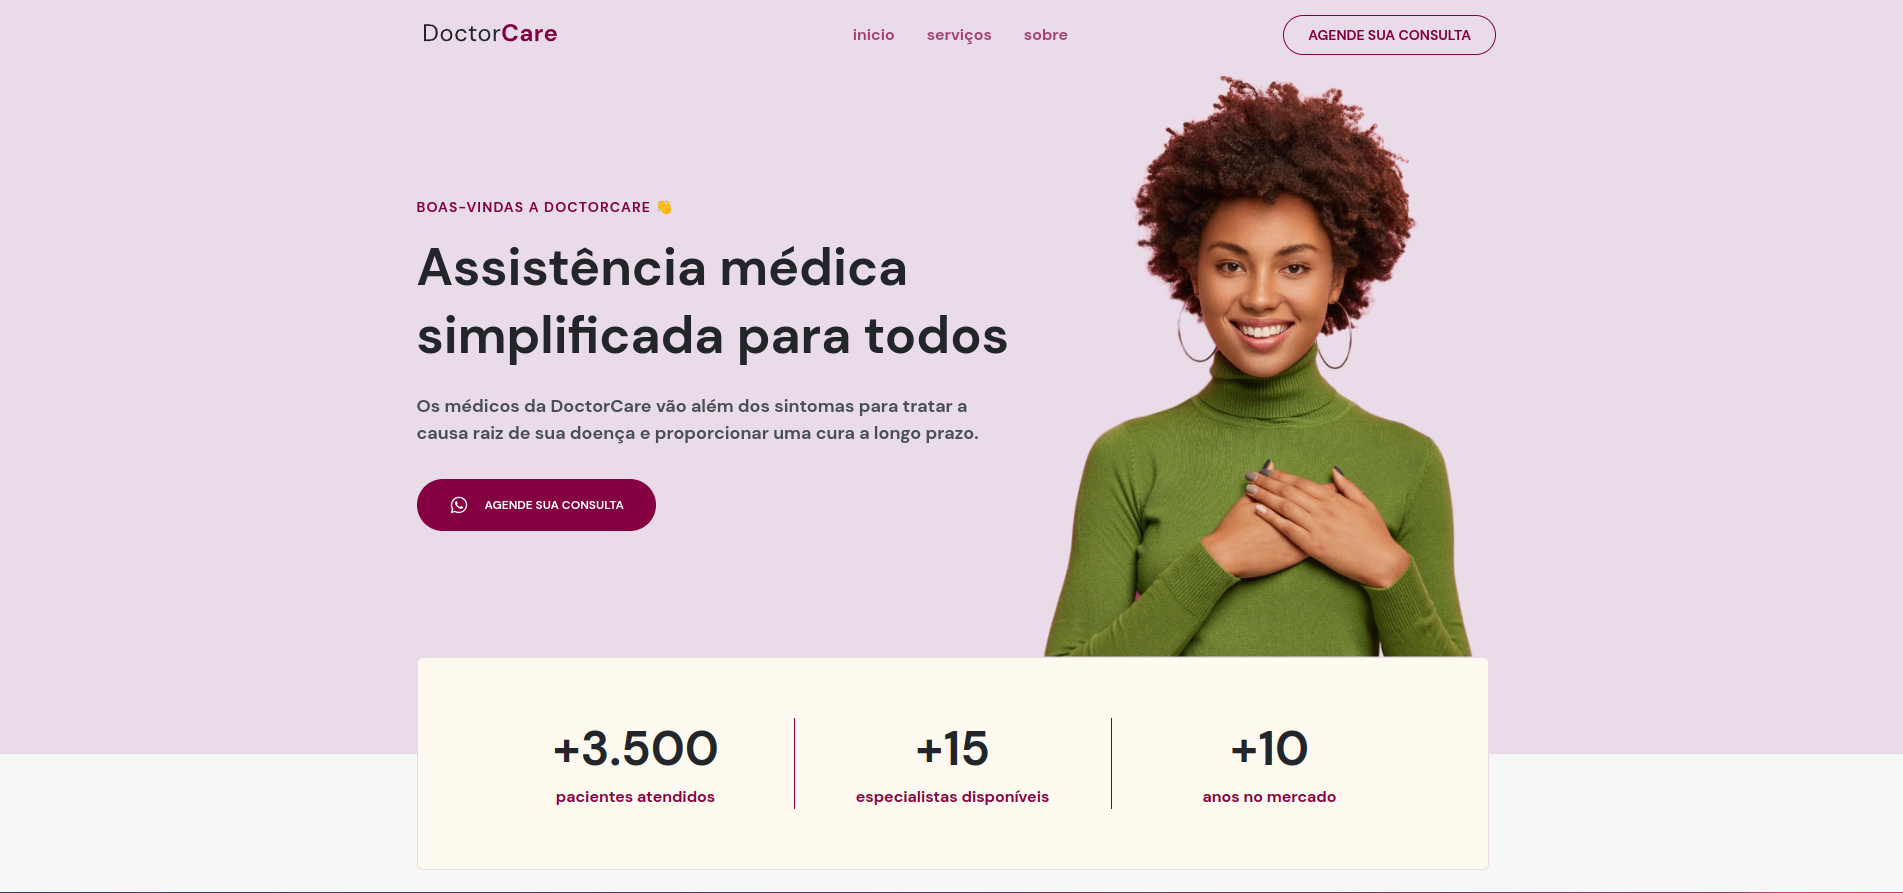 DoctorCare
inicio
serviços
sobre
AGENDE SUA CONSULTA
BOAS-VINDAS A DOCTORCARE 👋
Assistência médica
simplificada para todos
Os médicos da DoctorCare vão além dos sintomas para tratar a
causa raiz de sua doença e proporcionar uma cura a longo prazo.
AGENDE SUA CONSULTA
+3.500
pacientes atendidos
+15
especialistas disponíveis
+10
anos no mercado